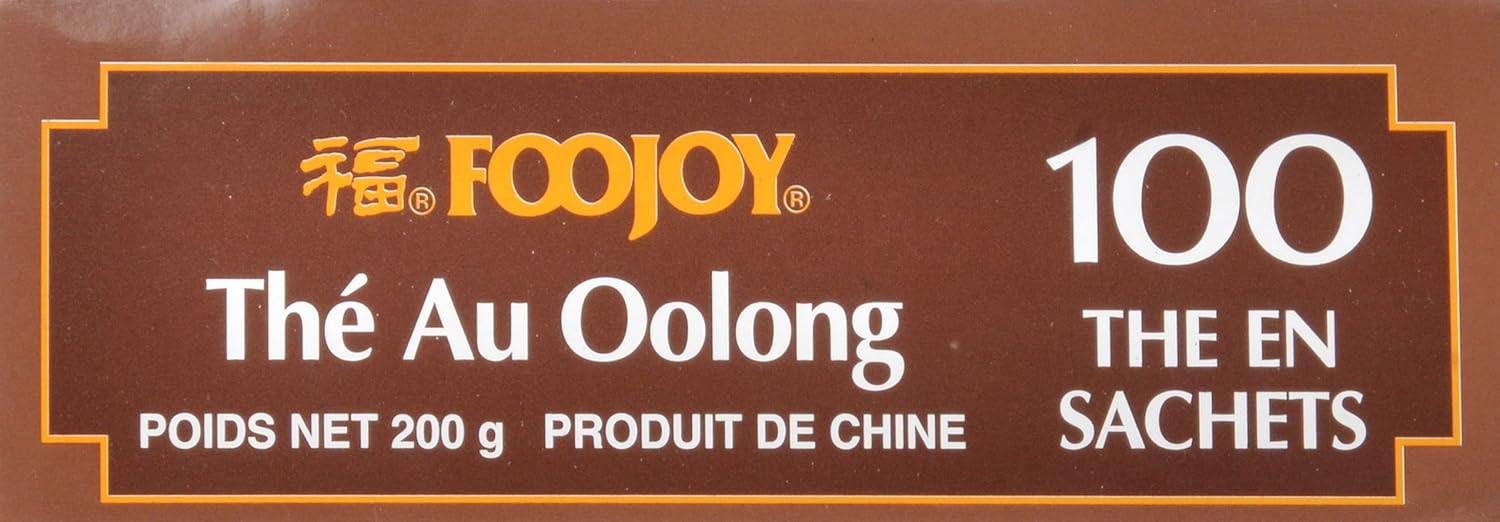 福® FOOJOY®
Thé Au Oolong
POIDS NET 200 g PRODUIT DE CHINE
100
THE EN
SACHETS